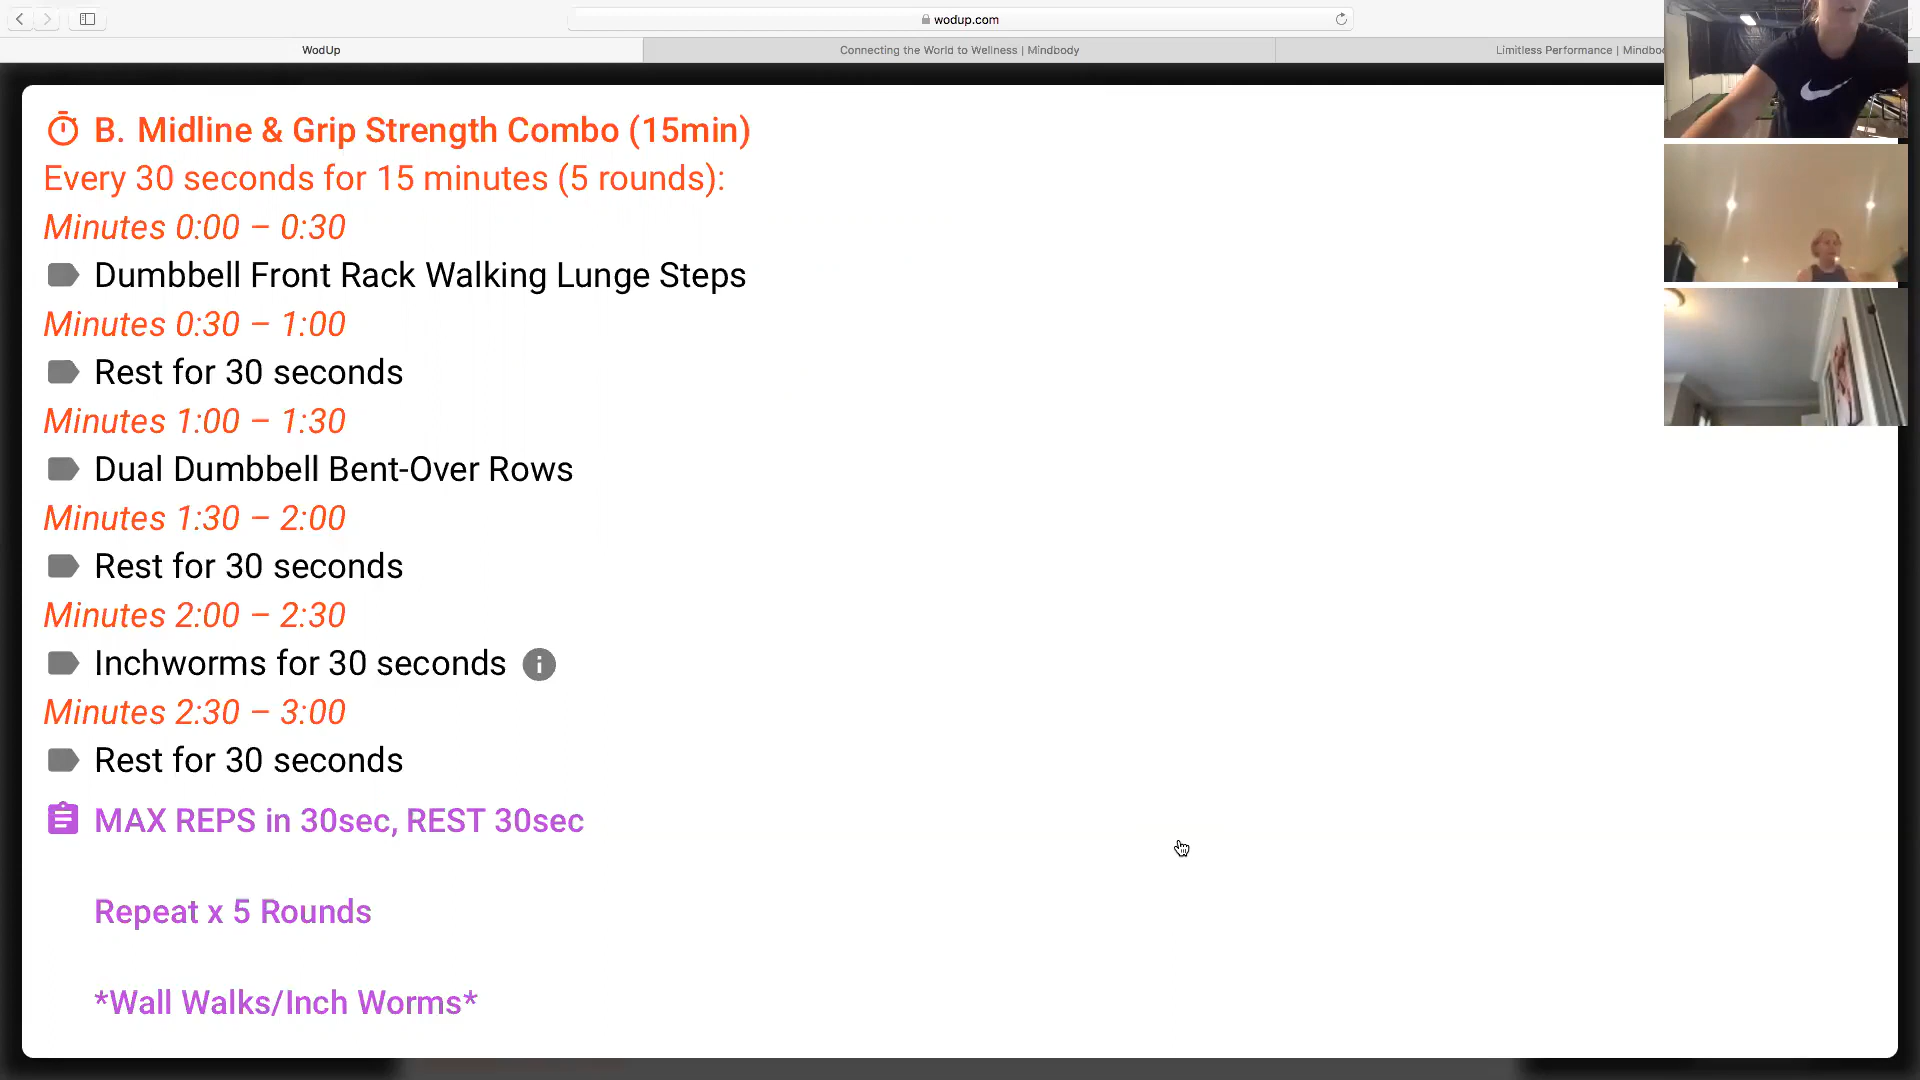 wodup.com
WodUp
Connecting the World to Wellness | Mindbody
Limitless Performance | Mindbo
B. Midline & Grip Strength Combo (15min)
Every 30 seconds for 15 minutes (5 rounds):
Minutes 0:00 – 0:30
Dumbbell Front Rack Walking Lunge Steps
Minutes 0:30 – 1:00
Rest for 30 seconds
Minutes 1:00 – 1:30
Dual Dumbbell Bent-Over Rows
Minutes 1:30 – 2:00
Rest for 30 seconds
Minutes 2:00 – 2:30
Inchworms for 30 seconds i
Minutes 2:30 – 3:00
Rest for 30 seconds
MAX REPS in 30sec, REST 30sec
Repeat x 5 Rounds
*Wall Walks/Inch Worms*